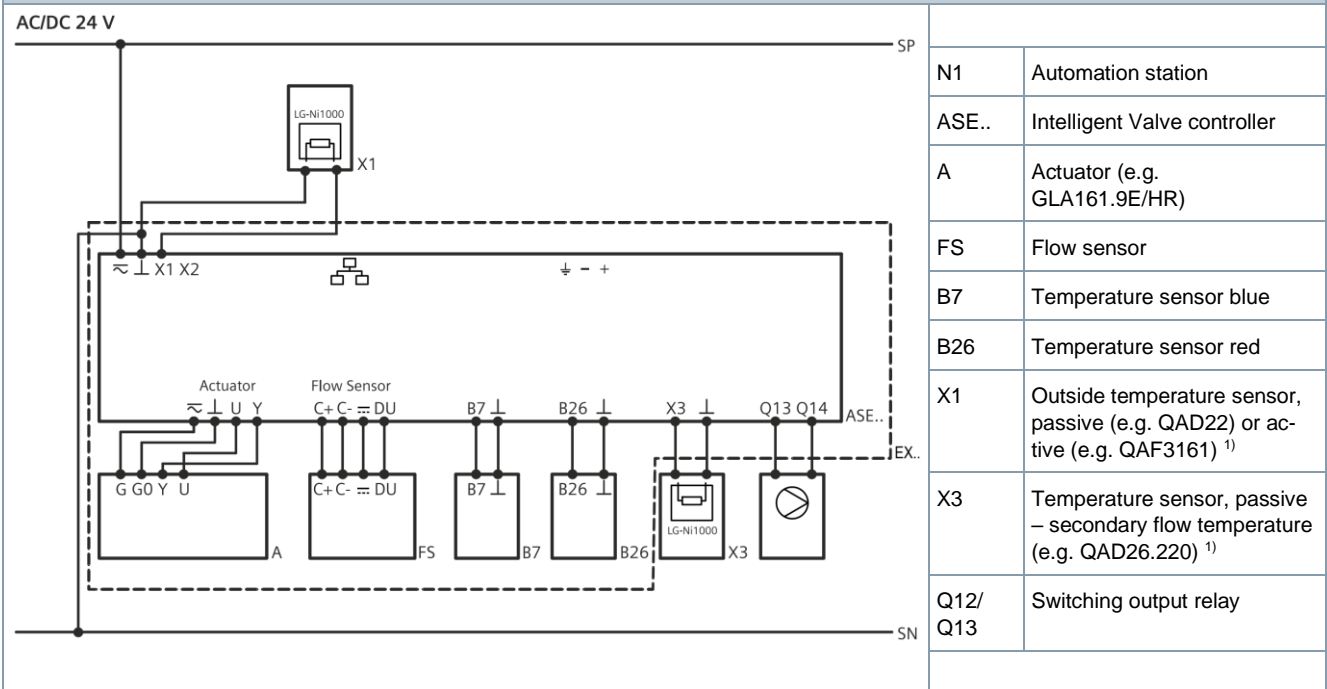 AC/DC 24 V
SP
LG-Ni1000
X1
X1 X2
Actuator
Flow Sensor
⏊ U Y
C+ C- ⎓ DU
B7 ⏊
B26 ⏊
X3 ⏊
Q13 Q14
ASE..
EX..
G G0 Y U
A
C+ C- ⎓ DU
FS
B7 ⏊
B7
B26 ⏊
B26
LG-Ni1000
X3
SN
N1 Automation station
ASE.. Intelligent Valve controller
A Actuator (e.g.
GLA161.9E/HR)
FS Flow sensor
B7 Temperature sensor blue
B26 Temperature sensor red
X1 Outside temperature sensor,
passive (e.g. QAD22) or ac-
tive (e.g. QAF3161) 1)
X3 Temperature sensor, passive
– secondary flow temperature
(e.g. QAD26.220) 1)
Q12/ Switching output relay
Q13